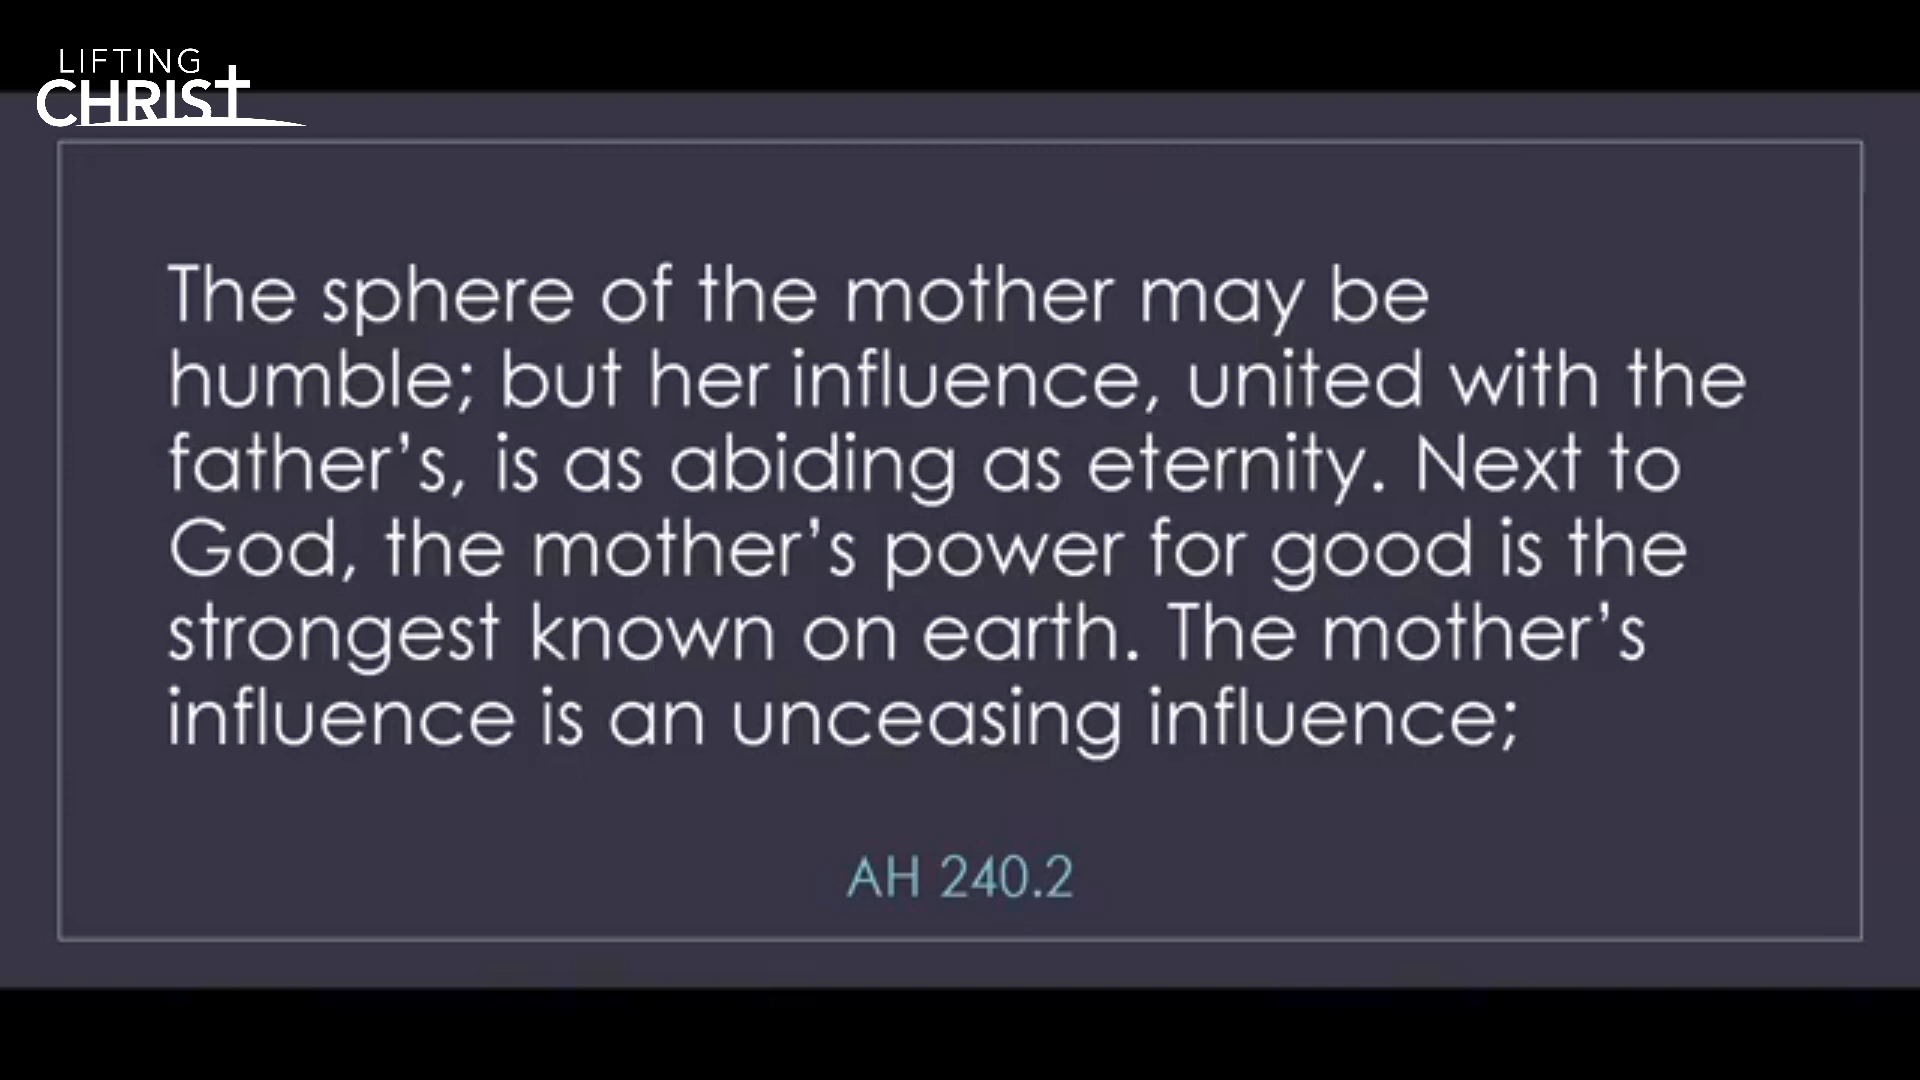 LIFTING
CHRIST
The sphere of the mother may be
humble; but her influence, united with the
father’s, is as abiding as eternity. Next to
God, the mother’s power for good is the
strongest known on earth. The mother’s
influence is an unceasing influence;
AH 240.2